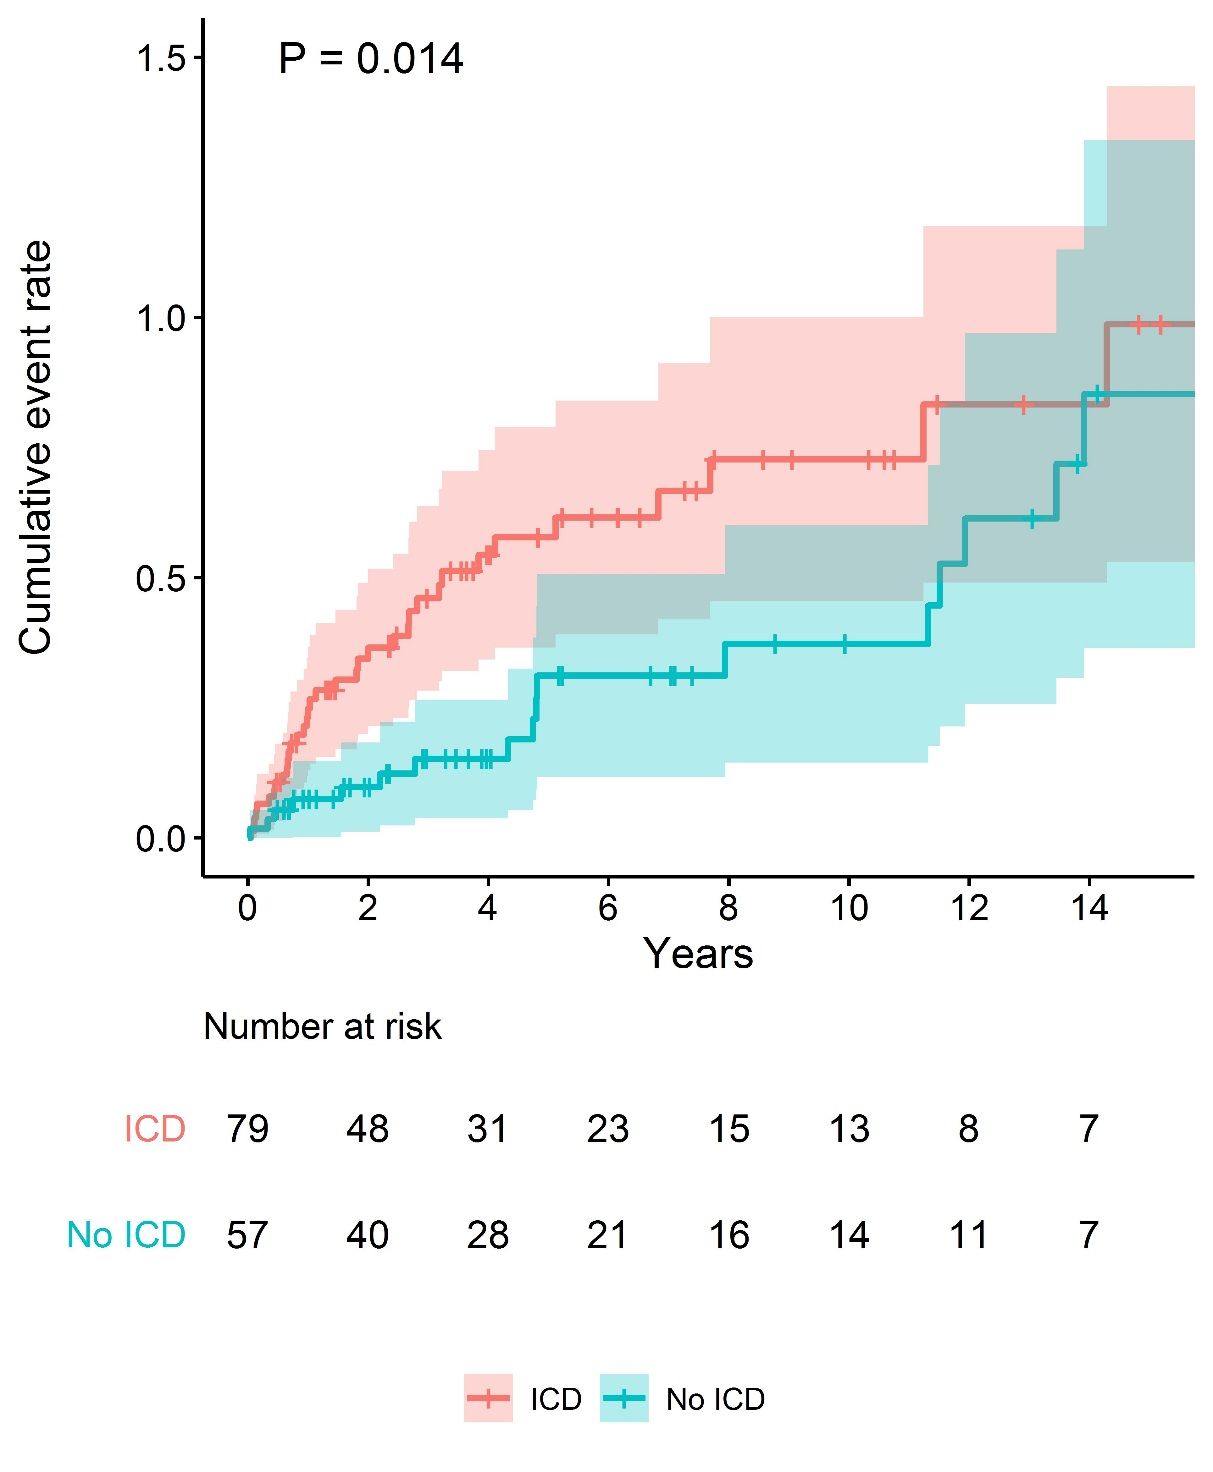 P = 0.014
Cumulative event rate
1.5
1.0
0.5
0.0
0 2 4 6 8 10 12 14
Years
Number at risk
ICD 79 48 31 23 15 13 8 7
No ICD 57 40 28 21 16 14 11 7
ICD No ICD